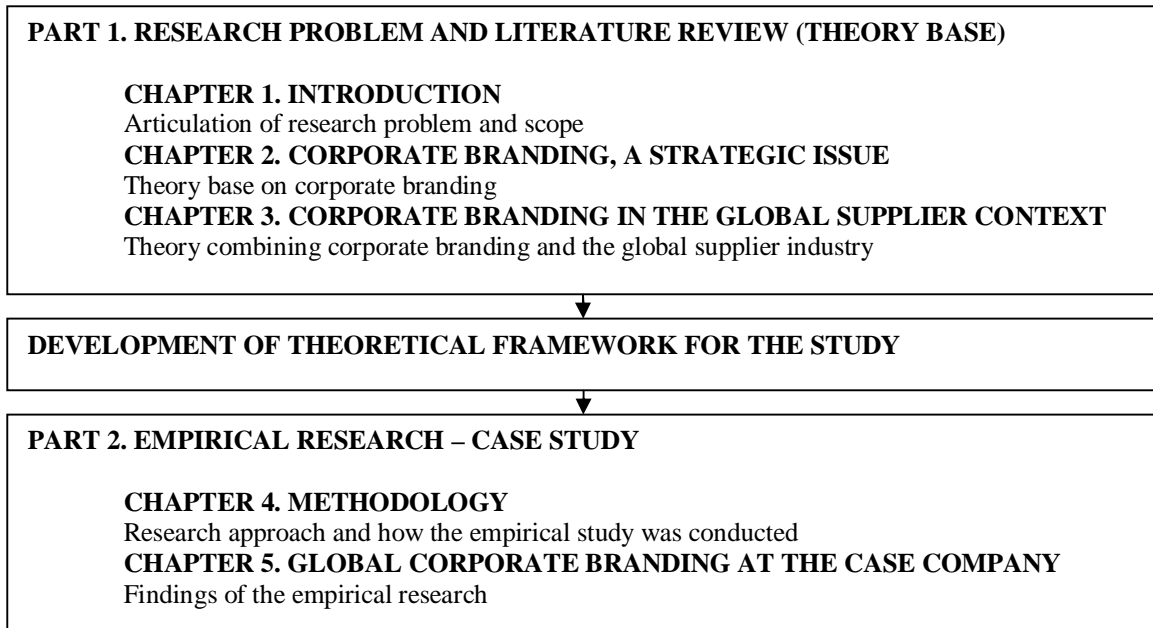 PART 1. RESEARCH PROBLEM AND LITERATURE REVIEW (THEORY BASE)
CHAPTER 1. INTRODUCTION
Articulation of research problem and scope
CHAPTER 2. CORPORATE BRANDING, A STRATEGIC ISSUE
Theory base on corporate branding
CHAPTER 3. CORPORATE BRANDING IN THE GLOBAL SUPPLIER CONTEXT
Theory combining corporate branding and the global supplier industry
DEVELOPMENT OF THEORETICAL FRAMEWORK FOR THE STUDY
PART 2. EMPIRICAL RESEARCH – CASE STUDY
CHAPTER 4. METHODOLOGY
Research approach and how the empirical study was conducted
CHAPTER 5. GLOBAL CORPORATE BRANDING AT THE CASE COMPANY
Findings of the empirical research